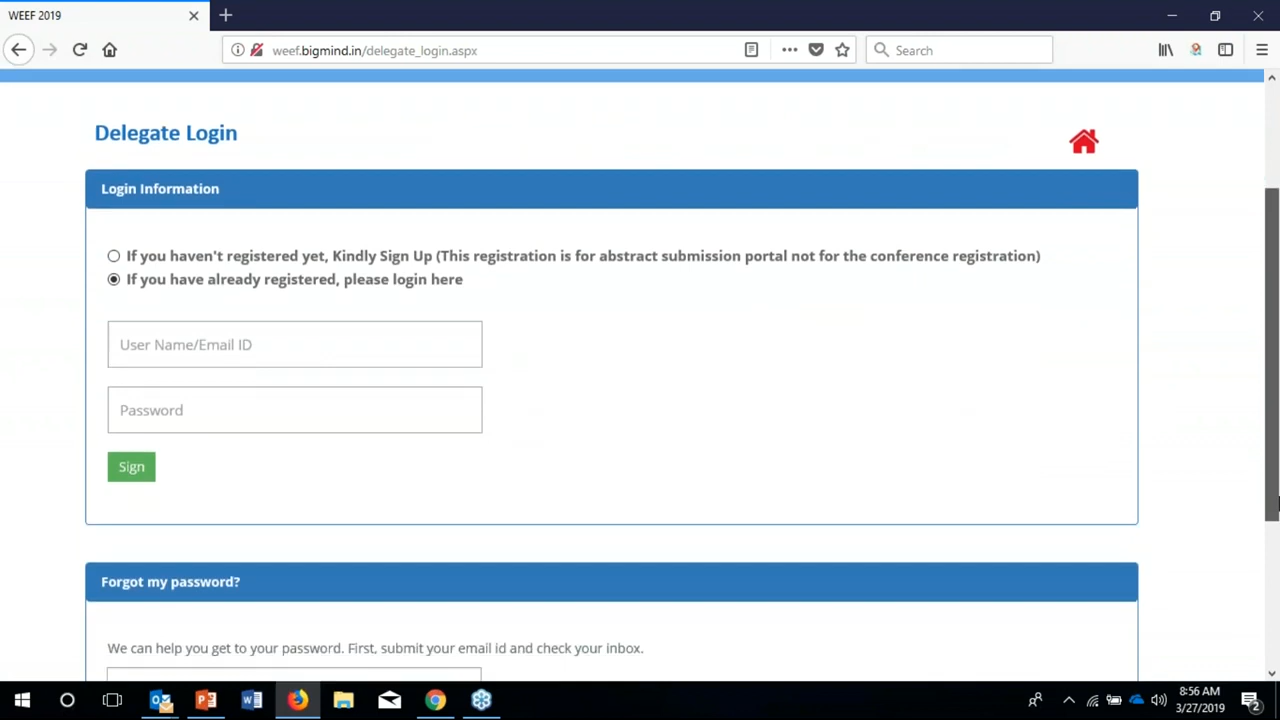 WEEF 2019
weef.bigmind.in/delegate_login.aspx
Search
Delegate Login
Login Information
If you haven't registered yet, Kindly Sign Up (This registration is for abstract submission portal not for the conference registration)
If you have already registered, please login here
User Name/Email ID
Password
Sign
Forgot my password?
We can help you get to your password. First, submit your email id and check your inbox.
8:56 AM
3/27/2019
2